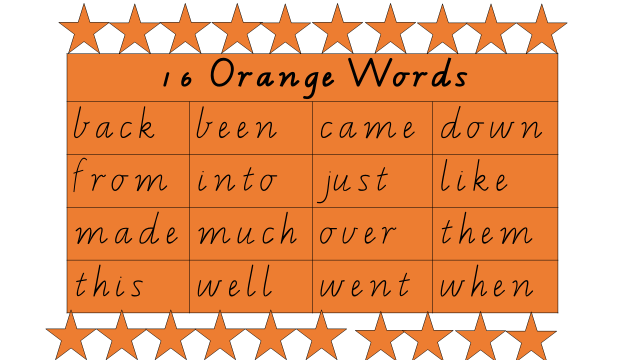 16 Orange Words
back been came down
from into just like
made much over them
this well went when